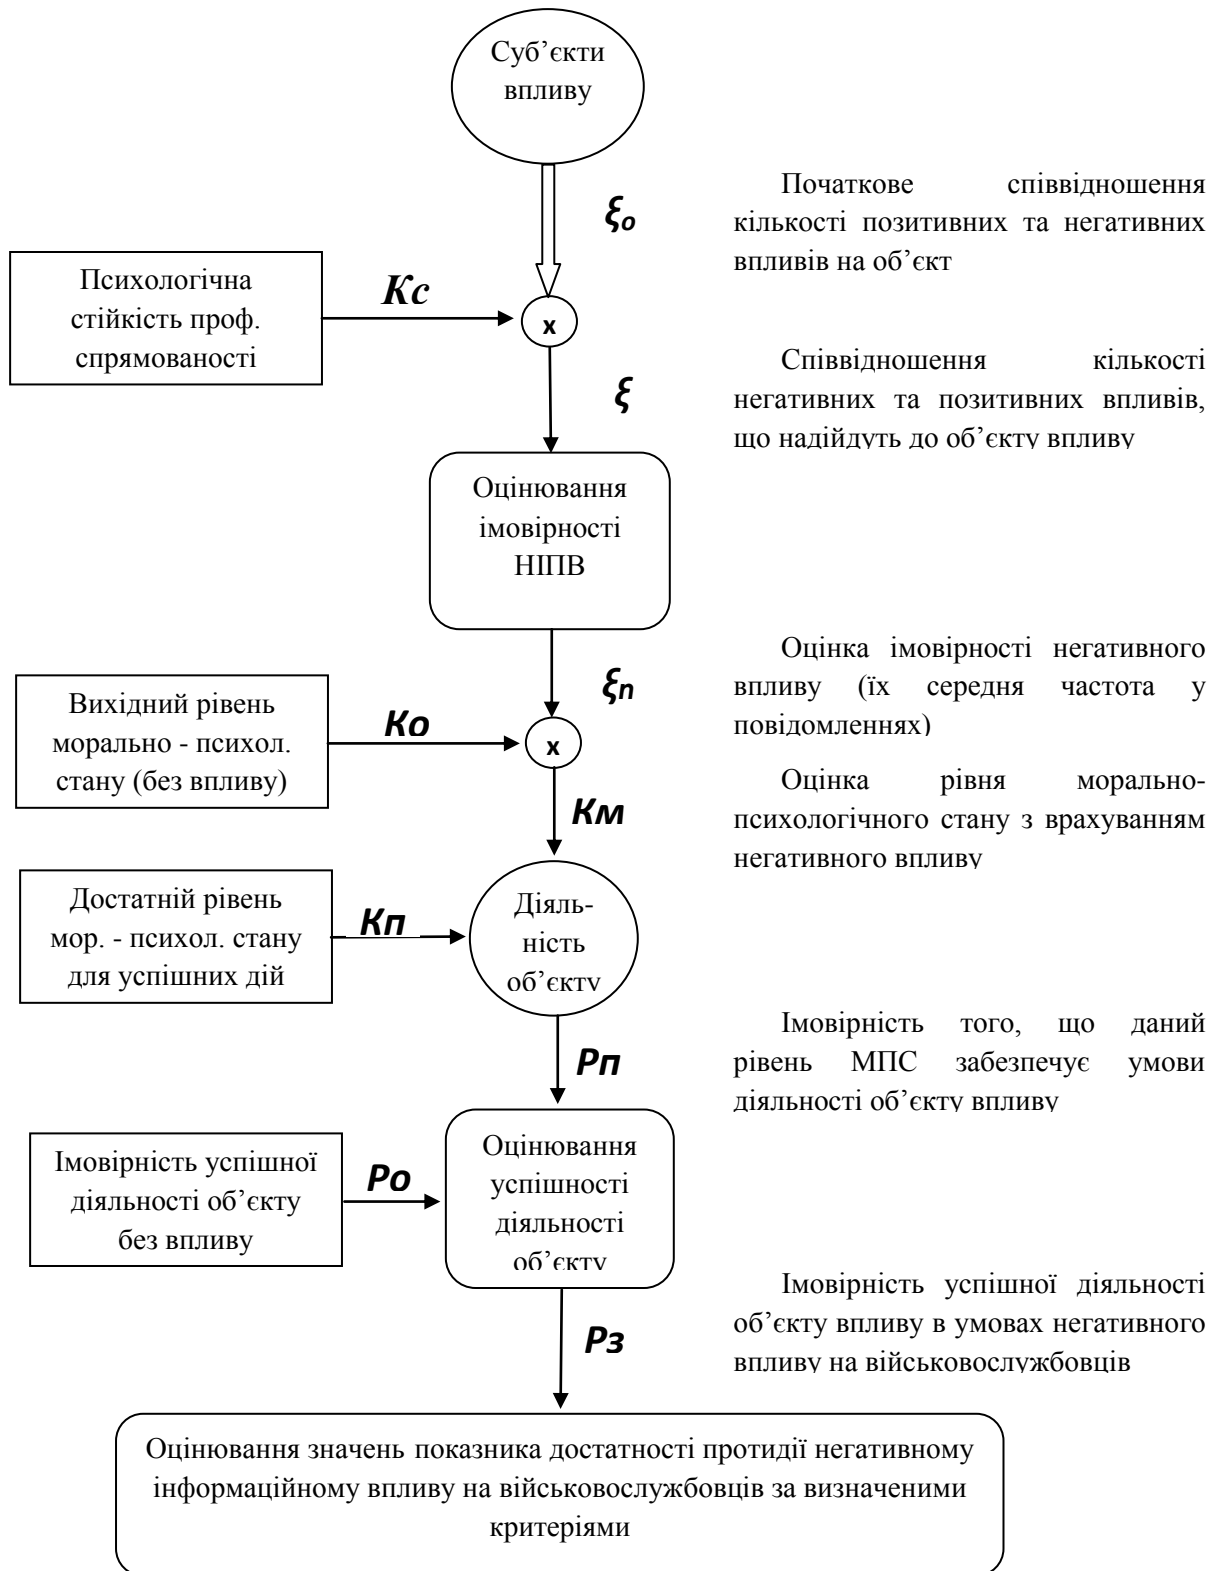 Суб’єкти
впливу
ξо
Початкове співвідношення
кількості позитивних та негативних
впливів на об’єкт
Психологічна
стійкість проф.
спрямованості
Кс
х
Співвідношення кількості
негативних та позитивних впливів,
що надійдуть до об’єкту впливу
ξ
Оцінювання
імовірності
НІПВ
Оцінка імовірності негативного
впливу (їх середня частота у
повідомленнях)
ξп
Вихідний рівень
морально - психол.
стану (без впливу)
Ко
х
Оцінка рівня морально-
психологічного стану з врахуванням
негативного впливу
Км
Достатній рівень
мор. - психол. стану
для успішних дій
Кп
Діяль-
ність
об’єкту
Імовірність того, що даний
рівень МПС забезпечує умови
діяльності об’єкту впливу
Рп
Імовірність успішної
діяльності об’єкту
без впливу
Ро
Оцінювання
успішності
діяльності
об’єкту
Імовірність успішної діяльності
об’єкту впливу в умовах негативного
впливу на військовослужбовців
Рз
Оцінювання значень показника достатності протидії негативному
інформаційному впливу на військовослужбовців за визначеними
критеріями